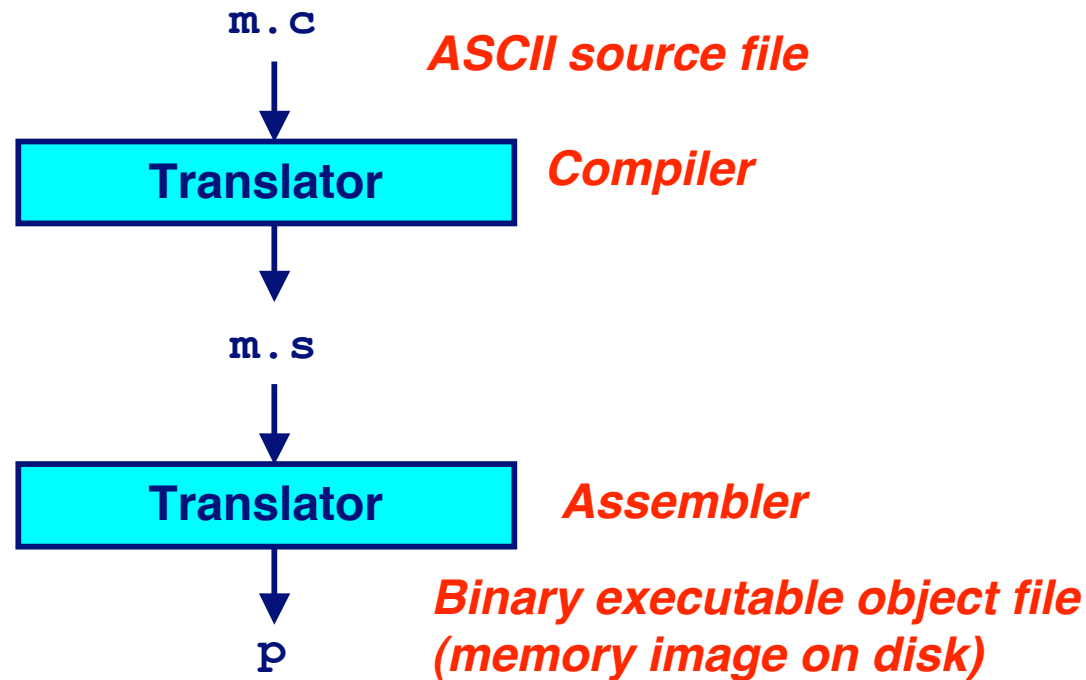 m.c
ASCII source file
Translator
Compiler
m.s
Translator
Assembler
Binary executable object file
(memory image on disk)
p